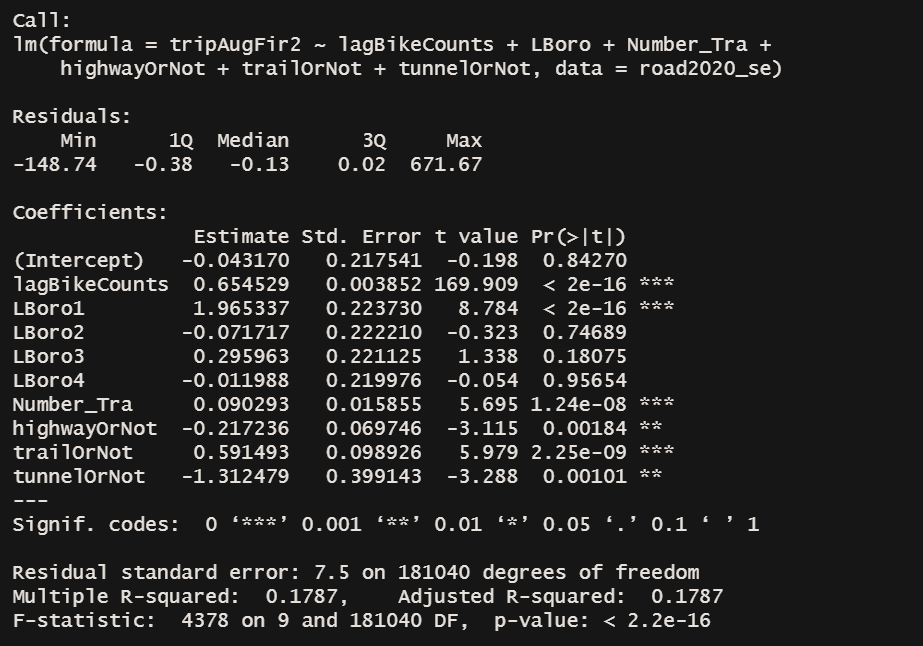 Call:
lm(formula = tripAugFir2 ~ lagBikeCounts + LBoro + Number_Tra +
    highwayOrNot + trailOrNot + tunnelOrNot, data = road2020_se)

Residuals:
    Min      1Q  Median      3Q     Max
-148.74   -0.38   -0.13    0.02  671.67

Coefficients:
               Estimate Std. Error t value Pr(>|t|)
(Intercept)   -0.043170   0.217541  -0.198  0.84270
lagBikeCounts  0.654529   0.003852 169.909  < 2e-16 ***
LBoro1         1.965337   0.223730   8.784  < 2e-16 ***
LBoro2        -0.071717   0.222210  -0.323  0.74689
LBoro3         0.295963   0.221125   1.338  0.18075
LBoro4        -0.011988   0.219976  -0.054  0.95654
Number_Tra     0.090293   0.015855   5.695 1.24e-08 ***
highwayOrNot  -0.217236   0.069746  -3.115  0.00184 **
trailOrNot     0.591493   0.098926   5.979 2.25e-09 ***
tunnelOrNot   -1.312479   0.399143  -3.288  0.00101 **
---
Signif. codes:  0 ‘***’ 0.001 ‘**’ 0.01 ‘*’ 0.05 ‘.’ 0.1 ‘ ’ 1

Residual standard error: 7.5 on 181040 degrees of freedom
Multiple R-squared:  0.1787,    Adjusted R-squared:  0.1787
F-statistic:  4378 on 9 and 181040 DF,  p-value: < 2.2e-16